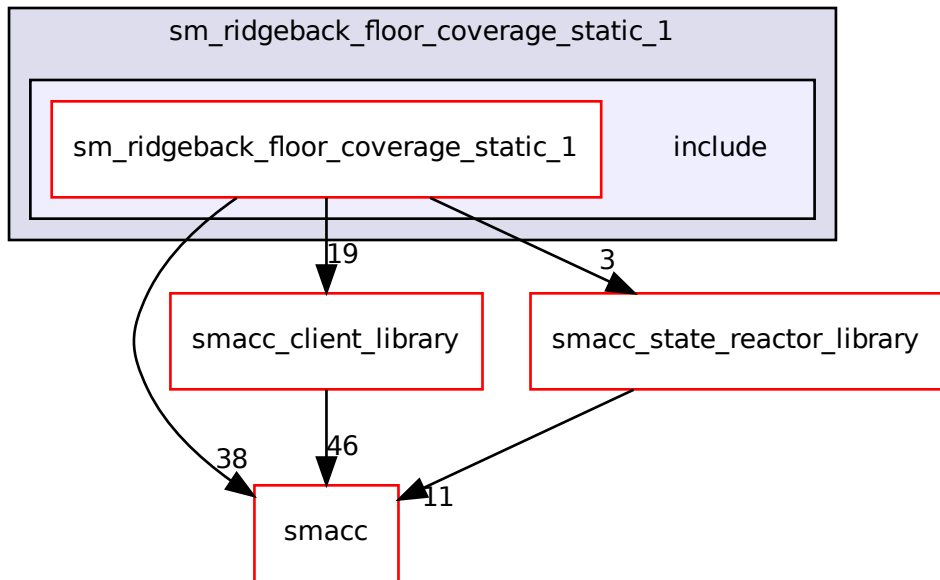 sm_ridgeback_floor_coverage_static_1
sm_ridgeback_floor_coverage_static_1
include
19
3
smacc_client_library
smacc_state_reactor_library
38
46
11
smacc